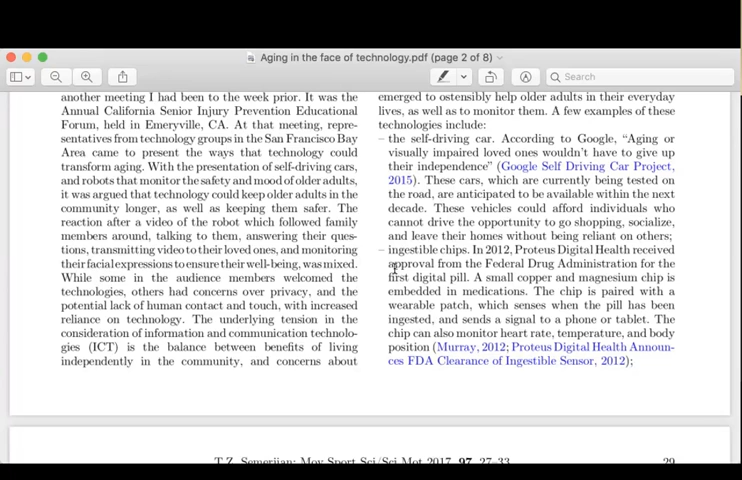 Aging in the face of technology.pdf (page 2 of 8)
Search
another meeting I had been to the week prior. It was the
Annual California Senior Injury Prevention Educational
Forum, held in Emeryville, CA. At that meeting, repre-
sentatives from technology groups in the San Francisco Bay
Area came to present the ways that technology could
transform aging. With the presentation of self-driving cars,
and robots that monitor the safety and mood of older adults,
it was argued that technology could keep older adults in the
community longer, as well as keeping them safer. The
reaction after a video of the robot which followed family
members around, talking to them, answering their ques-
tions, transmitting video to their loved ones, and monitoring
their facial expressions to ensure their well-being, was mixed.
While some in the audience members welcomed the
technologies, others had concerns over privacy, and the
potential lack of human contact and touch, with increased
reliance on technology. The underlying tension in the
consideration of information and communication technolo-
gies (ICT) is the balance between benefits of living
independently in the community, and concerns about
emerged to ostensibly help older adults in their everyday
lives, as well as to monitor them. A few examples of these
technologies include:
– the self-driving car. According to Google, “Aging or
visually impaired loved ones wouldn’t have to give up
their independence” (Google Self Driving Car Project,
2015). These cars, which are currently being tested on
the road, are anticipated to be available within the next
decade. These vehicles could afford individuals who
cannot drive the opportunity to go shopping, socialize,
and leave their homes without being reliant on others;
– ingestible chips. In 2012, Proteus Digital Health received
approval from the Federal Drug Administration for the
first digital pill. A small copper and magnesium chip is
embedded in medications. The chip is paired with a
wearable patch, which senses when the pill has been
ingested, and sends a signal to a phone or tablet. The
chip can also monitor heart rate, temperature, and body
position (Murray, 2012; Proteus Digital Health Announ-
ces FDA Clearance of Ingestible Sensor, 2012);
T.Z. Semerjian: Mov Sport Sci/Sci Mot 2017, 97, 27–33
29